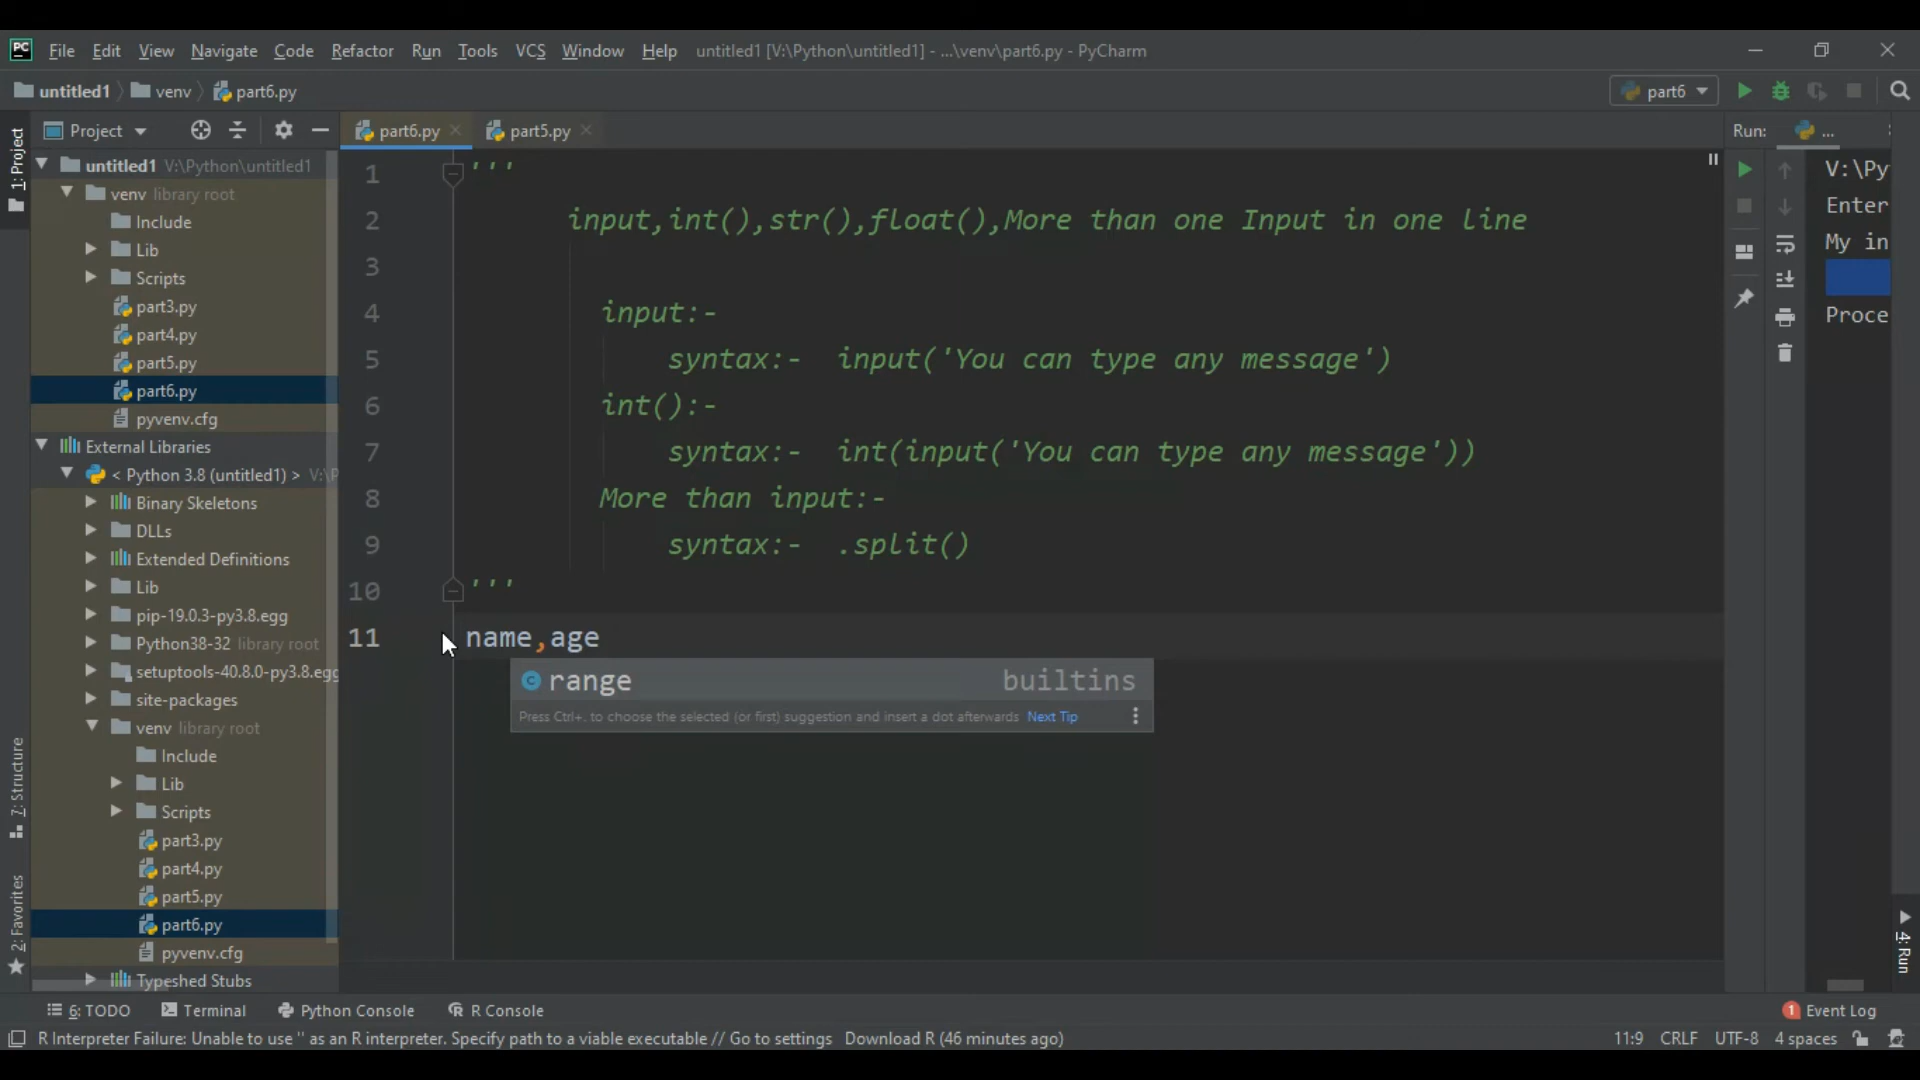 PC File Edit View Navigate Code Refactor Run Tools VCS Window Help untitled1 [V:\Python\untitled1] - ...\venv\part6.py - PyCharm
untitled1 venv part6.py part6
1: Project
Project part6.py part5.py Run: ...
untitled1 V:\Python\untitled1
venv library root
Include
Lib
Scripts
part3.py
part4.py
part5.py
part6.py
pyvenv.cfg
External Libraries
< Python 3.8 (untitled1) > V:\P
Binary Skeletons
DLLs
Extended Definitions
Lib
pip-19.0.3-py3.8.egg
Python38-32 library root
setuptools-40.8.0-py3.8.egg
site-packages
venv library root
Include
Lib
Scripts
part3.py
part4.py
part5.py
part6.py
pyvenv.cfg
Typeshed Stubs
7: Structure
2: Favorites
1 '''
2 input,int(),str(),float(),More than one Input in one line
3
4 input:-
5 syntax:- input('You can type any message')
6 int():-
7 syntax:- int(input('You can type any message'))
8 More than input:-
9 syntax:- .split()
10 '''
11 name,age
range builtins
Press Ctrl+. to choose the selected (or first) suggestion and insert a dot afterwards Next Tip
V:\Py
Enter
My in
Proce
4: Run
6: TODO Terminal Python Console R Console 1 Event Log
R Interpreter Failure: Unable to use '' as an R interpreter. Specify path to a viable executable // Go to settings Download R (46 minutes ago) 11:9 CRLF UTF-8 4 spaces